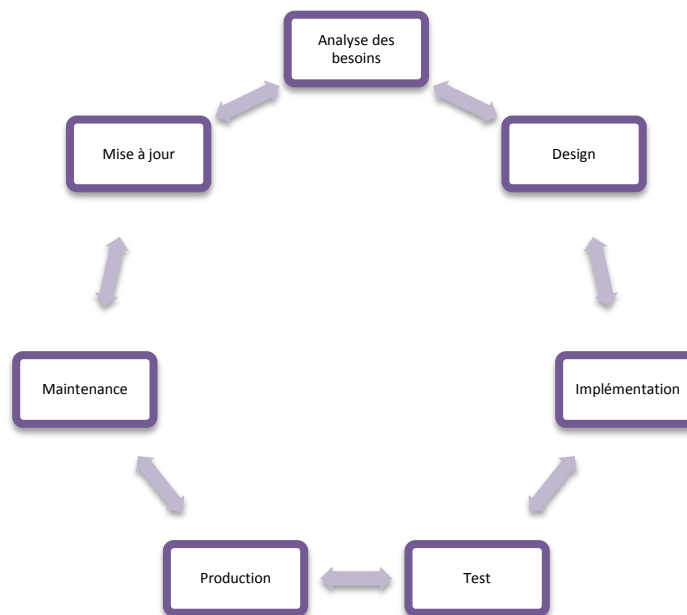 Analyse des
besoins
Mise à jour
Design
Maintenance
Implémentation
Production
Test